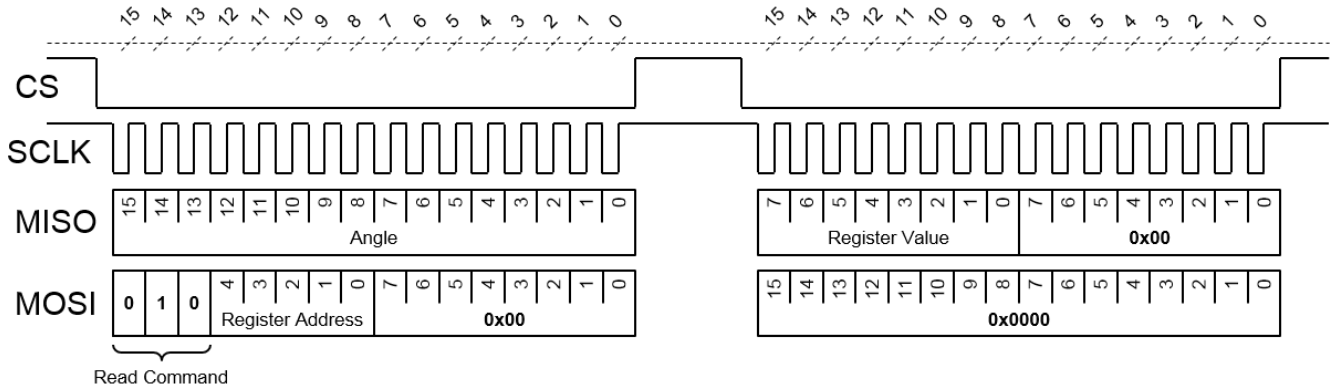 15 14 13 12 11 10 9 8 7 6 5 4 3 2 1 0 15 14 13 12 11 10 9 8 7 6 5 4 3 2 1 0
CS
SCLK
MISO 15 14 13 12 11 10 9 8 7 6 5 4 3 2 1 0 7 6 5 4 3 2 1 0 7 6 5 4 3 2 1 0
Angle Register Value 0x00
MOSI 0 1 0 4 3 2 1 0 7 6 5 4 3 2 1 0 15 14 13 12 11 10 9 8 7 6 5 4 3 2 1 0
Register Address 0x00 0x0000
Read Command